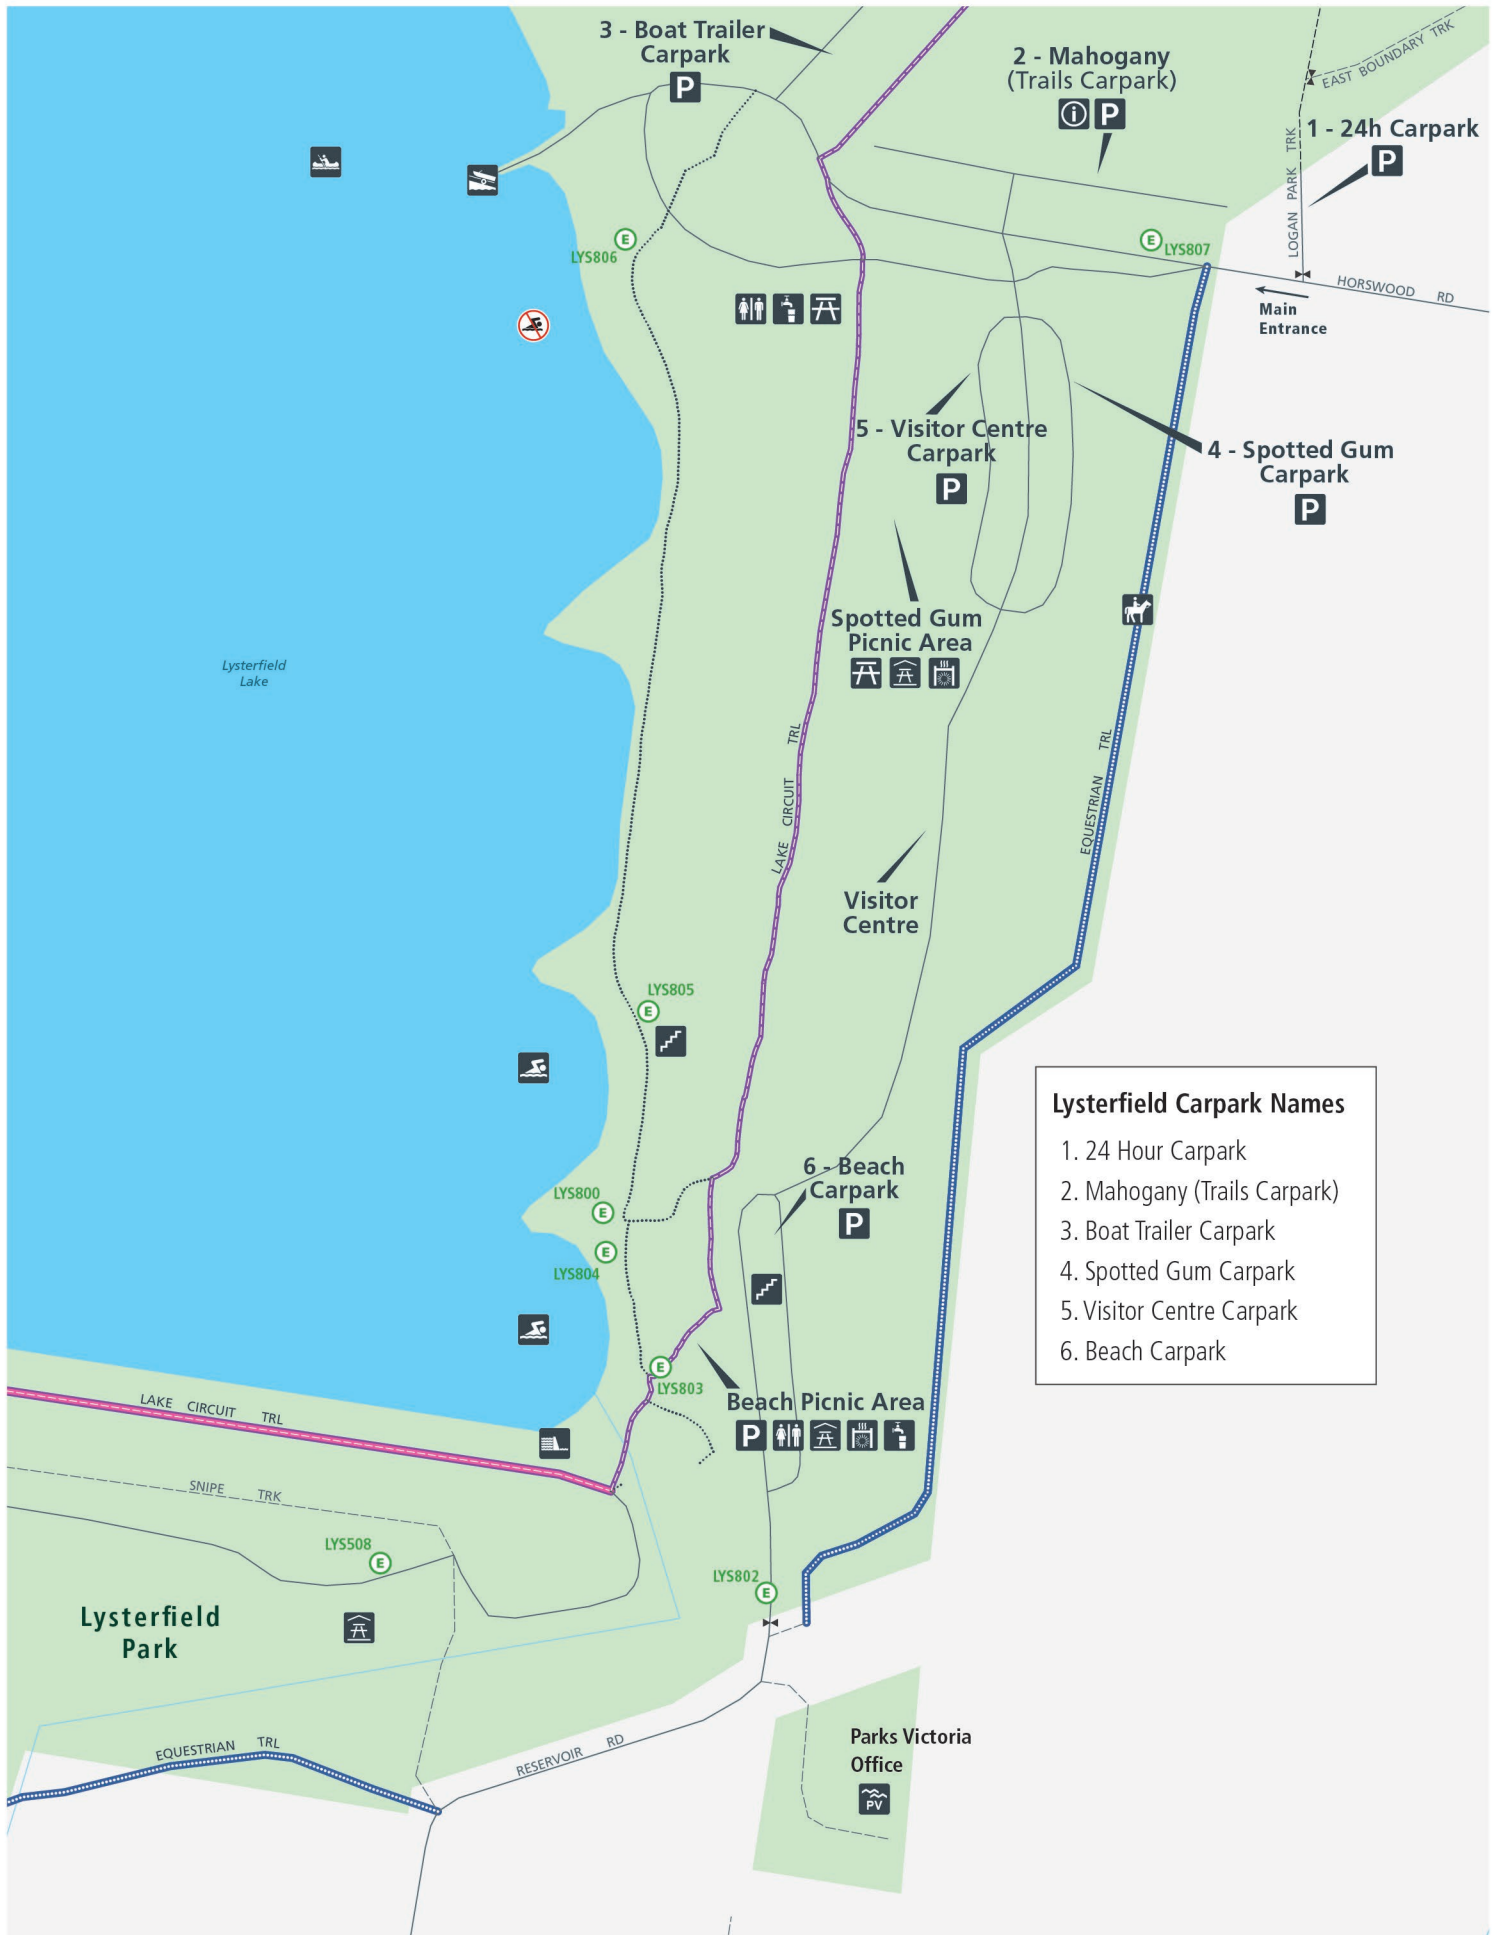 3 - Boat Trailer
Carpark
P
2 - Mahogany
(Trails Carpark)
i P
EAST BOUNDARY TRK
1 - 24h Carpark
P
LOGAN PARK TRK
E
LYS806
E
LYS807
HORSWOOD RD
Main
Entrance
5 - Visitor Centre
Carpark
P
4 - Spotted Gum
Carpark
P
Spotted Gum
Picnic Area
Lysterfield
Lake
LAKE CIRCUIT TRL
EQUESTRIAN TRL
Visitor
Centre
LYS805
E
Lysterfield Carpark Names
1. 24 Hour Carpark
2. Mahogany (Trails Carpark)
3. Boat Trailer Carpark
4. Spotted Gum Carpark
5. Visitor Centre Carpark
6. Beach Carpark
6 - Beach
Carpark
P
LYS800
E
E
LYS804
E
LYS803
Beach Picnic Area
P
LAKE CIRCUIT TRL
SNIPE TRK
LYS508
E
LYS802
E
Lysterfield
Park
EQUESTRIAN TRL
RESERVOIR RD
Parks Victoria
Office
PV